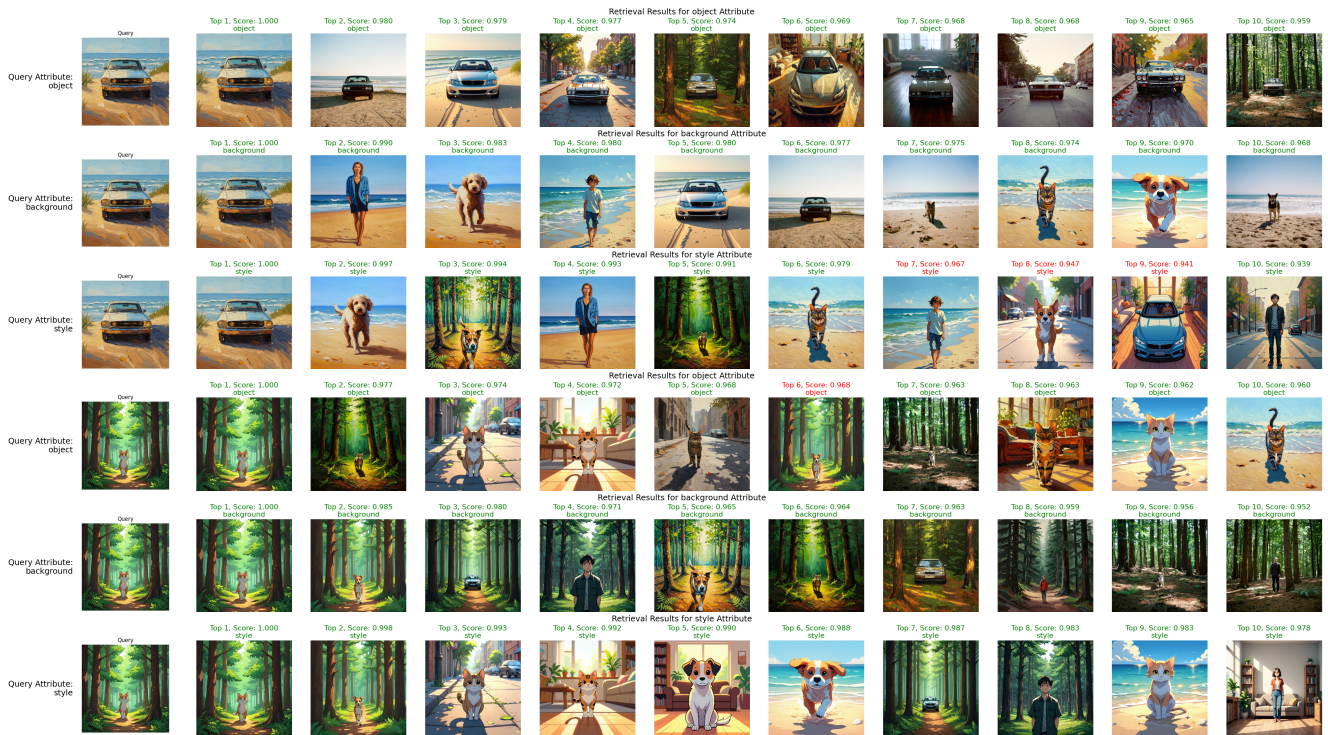 Retrieval Results for object Attribute
Query Attribute:
object
Query
Top 1, Score: 1.000
object
Top 2, Score: 0.980
object
Top 3, Score: 0.979
object
Top 4, Score: 0.977
object
Top 5, Score: 0.974
object
Top 6, Score: 0.969
object
Top 7, Score: 0.968
object
Top 8, Score: 0.968
object
Top 9, Score: 0.965
object
Top 10, Score: 0.959
object
Retrieval Results for background Attribute
Query Attribute:
background
Query
Top 1, Score: 1.000
background
Top 2, Score: 0.990
background
Top 3, Score: 0.983
background
Top 4, Score: 0.980
background
Top 5, Score: 0.980
background
Top 6, Score: 0.977
background
Top 7, Score: 0.975
background
Top 8, Score: 0.974
background
Top 9, Score: 0.970
background
Top 10, Score: 0.968
background
Retrieval Results for style Attribute
Query Attribute:
style
Query
Top 1, Score: 1.000
style
Top 2, Score: 0.997
style
Top 3, Score: 0.994
style
Top 4, Score: 0.993
style
Top 5, Score: 0.991
style
Top 6, Score: 0.979
style
Top 7, Score: 0.967
style
Top 8, Score: 0.947
style
Top 9, Score: 0.941
style
Top 10, Score: 0.939
style
Retrieval Results for object Attribute
Query Attribute:
object
Query
Top 1, Score: 1.000
object
Top 2, Score: 0.977
object
Top 3, Score: 0.974
object
Top 4, Score: 0.972
object
Top 5, Score: 0.968
object
Top 6, Score: 0.968
object
Top 7, Score: 0.963
object
Top 8, Score: 0.963
object
Top 9, Score: 0.962
object
Top 10, Score: 0.960
object
Retrieval Results for background Attribute
Query Attribute:
background
Query
Top 1, Score: 1.000
background
Top 2, Score: 0.985
background
Top 3, Score: 0.980
background
Top 4, Score: 0.971
background
Top 5, Score: 0.965
background
Top 6, Score: 0.964
background
Top 7, Score: 0.963
background
Top 8, Score: 0.959
background
Top 9, Score: 0.956
background
Top 10, Score: 0.952
background
Retrieval Results for style Attribute
Query Attribute:
style
Query
Top 1, Score: 1.000
style
Top 2, Score: 0.998
style
Top 3, Score: 0.993
style
Top 4, Score: 0.992
style
Top 5, Score: 0.990
style
Top 6, Score: 0.988
style
Top 7, Score: 0.987
style
Top 8, Score: 0.983
style
Top 9, Score: 0.983
style
Top 10, Score: 0.978
style